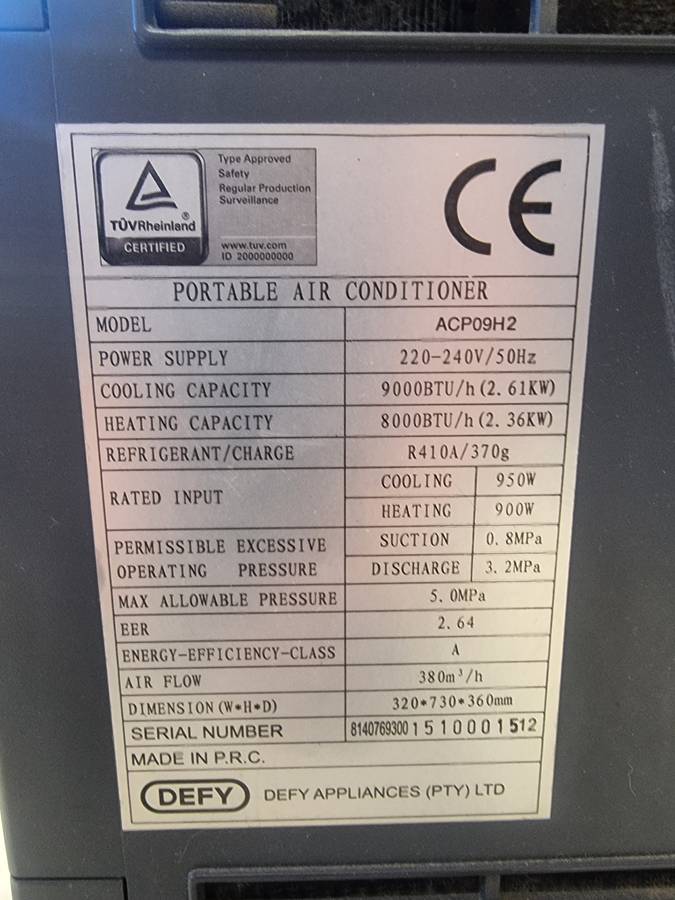 Type Approved
Safety
Regular Production
Surveillance
TÜVRheinland®
CERTIFIED
www.tuv.com
ID 2000000000
CE
PORTABLE AIR CONDITIONER
MODEL ACP09H2
POWER SUPPLY 220-240V/50Hz
COOLING CAPACITY 9000BTU/h (2.61KW)
HEATING CAPACITY 8000BTU/h (2.36KW)
REFRIGERANT/CHARGE R410A/370g
RATED INPUT COOLING 950W
HEATING 900W
PERMISSIBLE EXCESSIVE OPERATING PRESSURE SUCTION 0.8MPa
DISCHARGE 3.2MPa
MAX ALLOWABLE PRESSURE 5.0MPa
EER 2.64
ENERGY-EFFICIENCY-CLASS A
AIR FLOW 380m³/h
DIMENSION (W*H*D) 320*730*360mm
SERIAL NUMBER 8140769300 1510001512
MADE IN P.R.C.
DEFY DEFY APPLIANCES (PTY) LTD